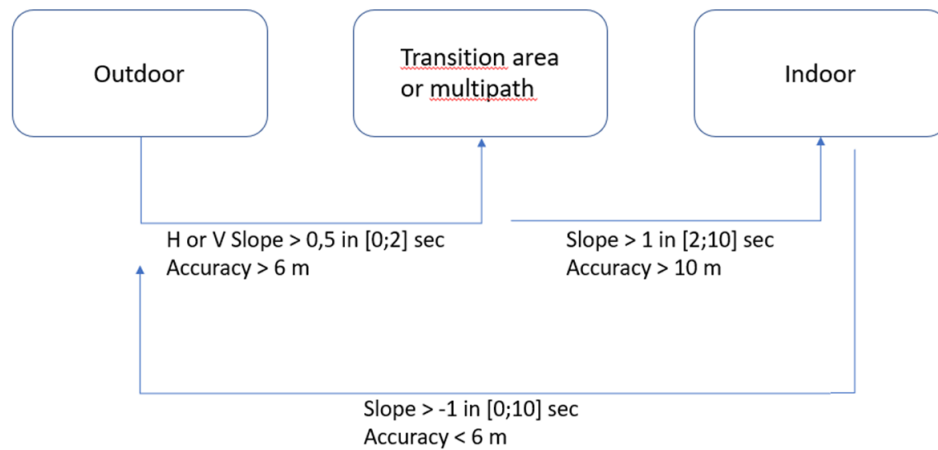 Outdoor
Transition area
or multipath
Indoor
H or V Slope > 0,5 in [0;2] sec
Accuracy > 6 m
Slope > 1 in [2;10] sec
Accuracy > 10 m
Slope > -1 in [0;10] sec
Accuracy < 6 m